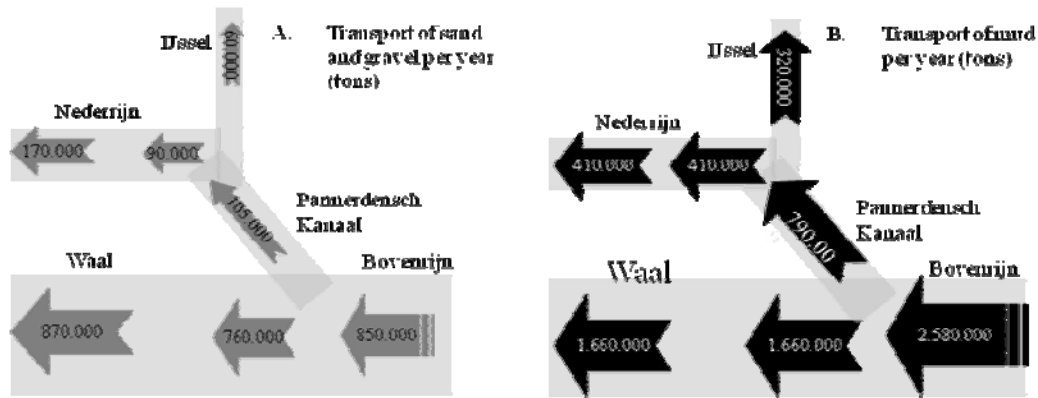 IJssel
A. Transport of sand
and gravel per year
(tons)
60.000
Nederrijn
170.000
90.000
105.000
Pannerdensch
Kanaal
Waal
Bovenrijn
870.000
760.000
850.000
IJssel
B. Transport of mud
per year (tons)
320.000
Nederrijn
410.000
410.000
790.00
Pannerdensch
Kanaal
Waal
Bovenrijn
1.660.000
1.660.000
2.580.000